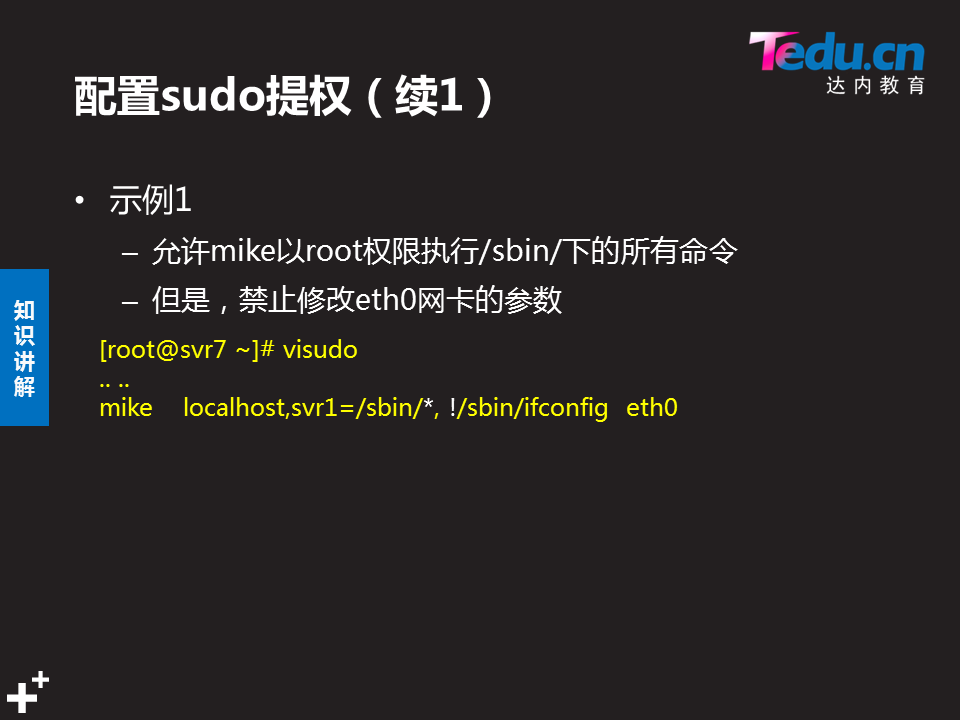 Tedu.cn
达内教育
配置sudo提权（续1）
• 示例1
– 允许mike以root权限执行/sbin/下的所有命令
– 但是，禁止修改eth0网卡的参数
知识讲解
[root@svr7 ~]# visudo
.. ..
mike localhost,svr1=/sbin/*, !/sbin/ifconfig eth0